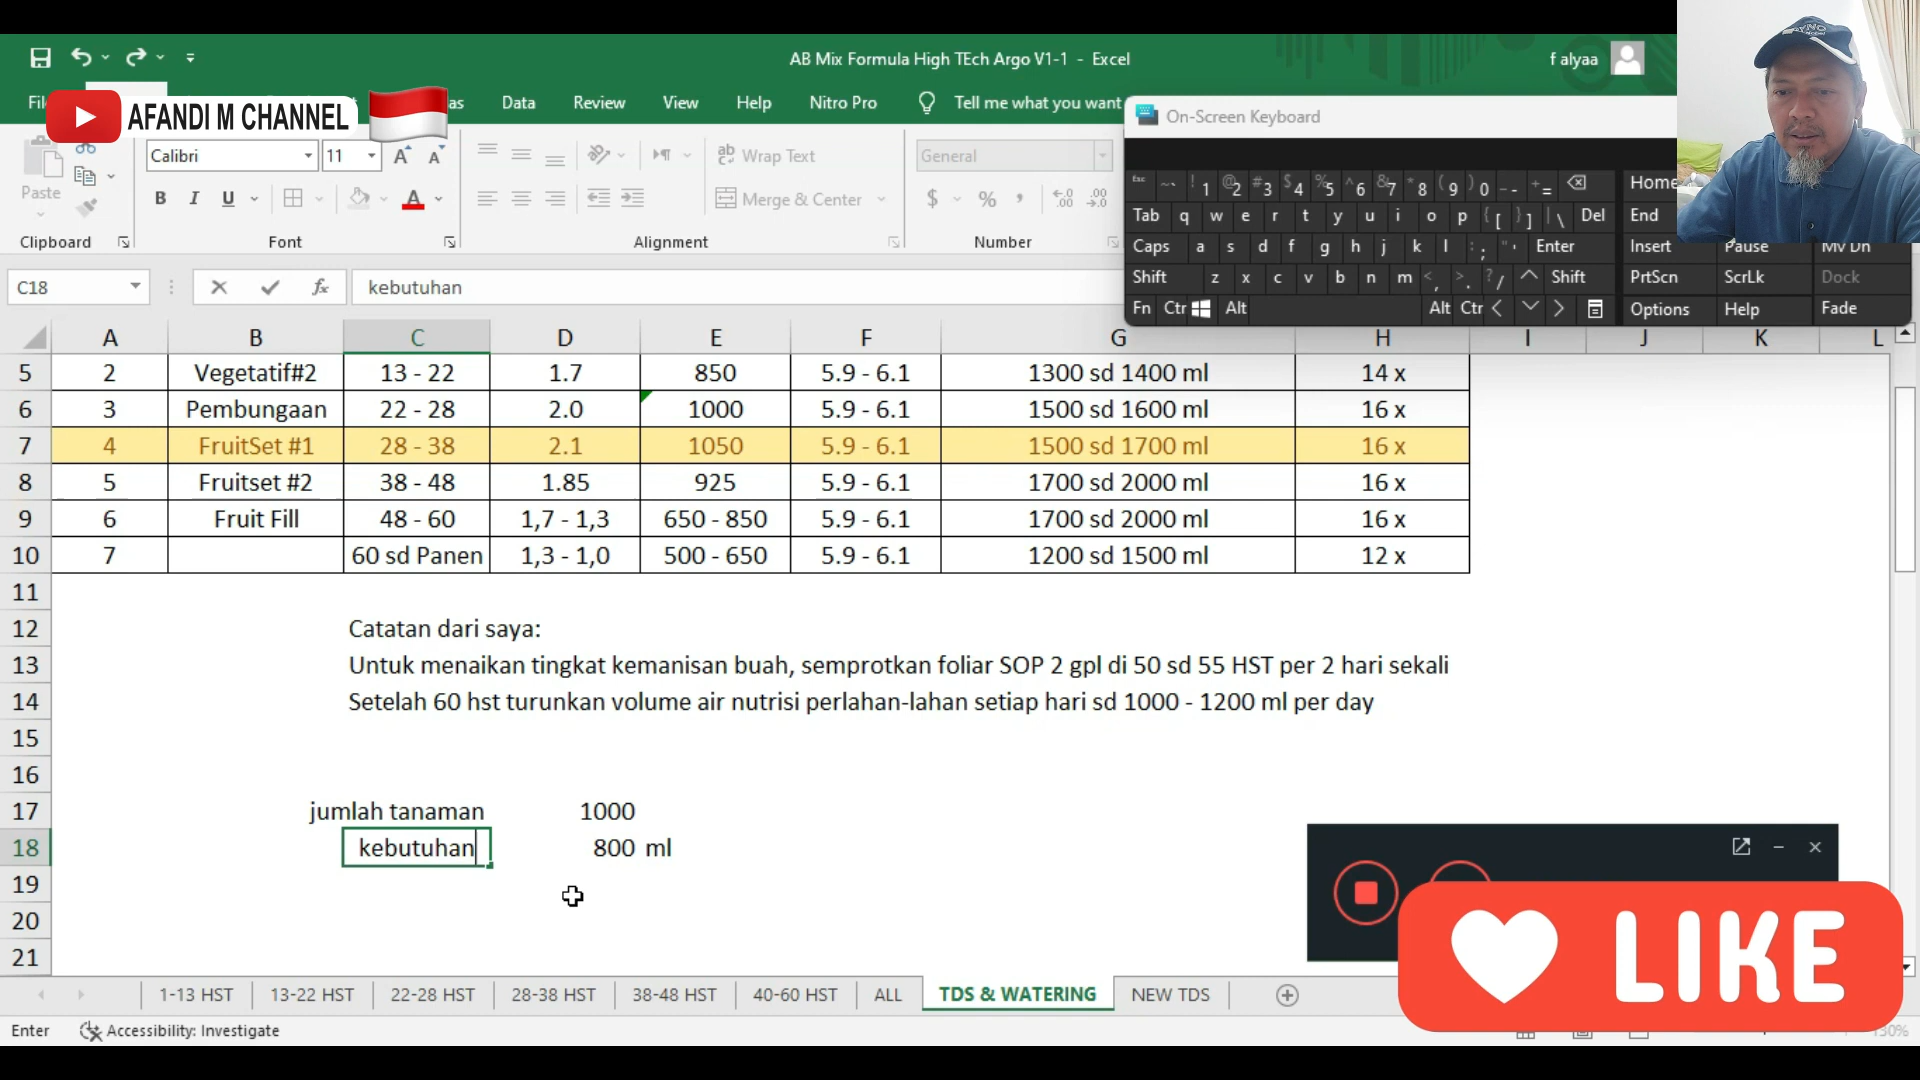 AB Mix Formula High TEch Argo V1-1 - Excel
f alyaa
AFANDI M CHANNEL
Data Review View Help Nitro Pro Tell me what you want
On-Screen Keyboard
Calibri 11
Paste
Wrap Text
General
B I U
Merge & Center
$ % ,
Clipboard Font Alignment Number
Home
Tab q w e r t y u i o p { [ } ] | \ Del End
Caps a s d f g h j k l : ; " ' Enter Insert Pause Mv Dn
Shift z x c v b n m < , > . ? / Shift PrtScn ScrLk Dock
Fn Ctr Alt Alt Ctr Options Help Fade
C18 fx kebutuhan
A B C D E F G H I J K L
5 2 Vegetatif#2 13 - 22 1.7 850 5.9 - 6.1 1300 sd 1400 ml 14 x
6 3 Pembungaan 22 - 28 2.0 1000 5.9 - 6.1 1500 sd 1600 ml 16 x
7 4 FruitSet #1 28 - 38 2.1 1050 5.9 - 6.1 1500 sd 1700 ml 16 x
8 5 Fruitset #2 38 - 48 1.85 925 5.9 - 6.1 1700 sd 2000 ml 16 x
9 6 Fruit Fill 48 - 60 1,7 - 1,3 650 - 850 5.9 - 6.1 1700 sd 2000 ml 16 x
10 7 60 sd Panen 1,3 - 1,0 500 - 650 5.9 - 6.1 1200 sd 1500 ml 12 x
11
12 Catatan dari saya:
13 Untuk menaikan tingkat kemanisan buah, semprotkan foliar SOP 2 gpl di 50 sd 55 HST per 2 hari sekali
14 Setelah 60 hst turunkan volume air nutrisi perlahan-lahan setiap hari sd 1000 - 1200 ml per day
15
16
17 jumlah tanaman 1000
18 kebutuhan 800 ml
19
20
21
LIKE
1-13 HST 13-22 HST 22-28 HST 28-38 HST 38-48 HST 40-60 HST ALL TDS & WATERING NEW TDS
Enter Accessibility: Investigate